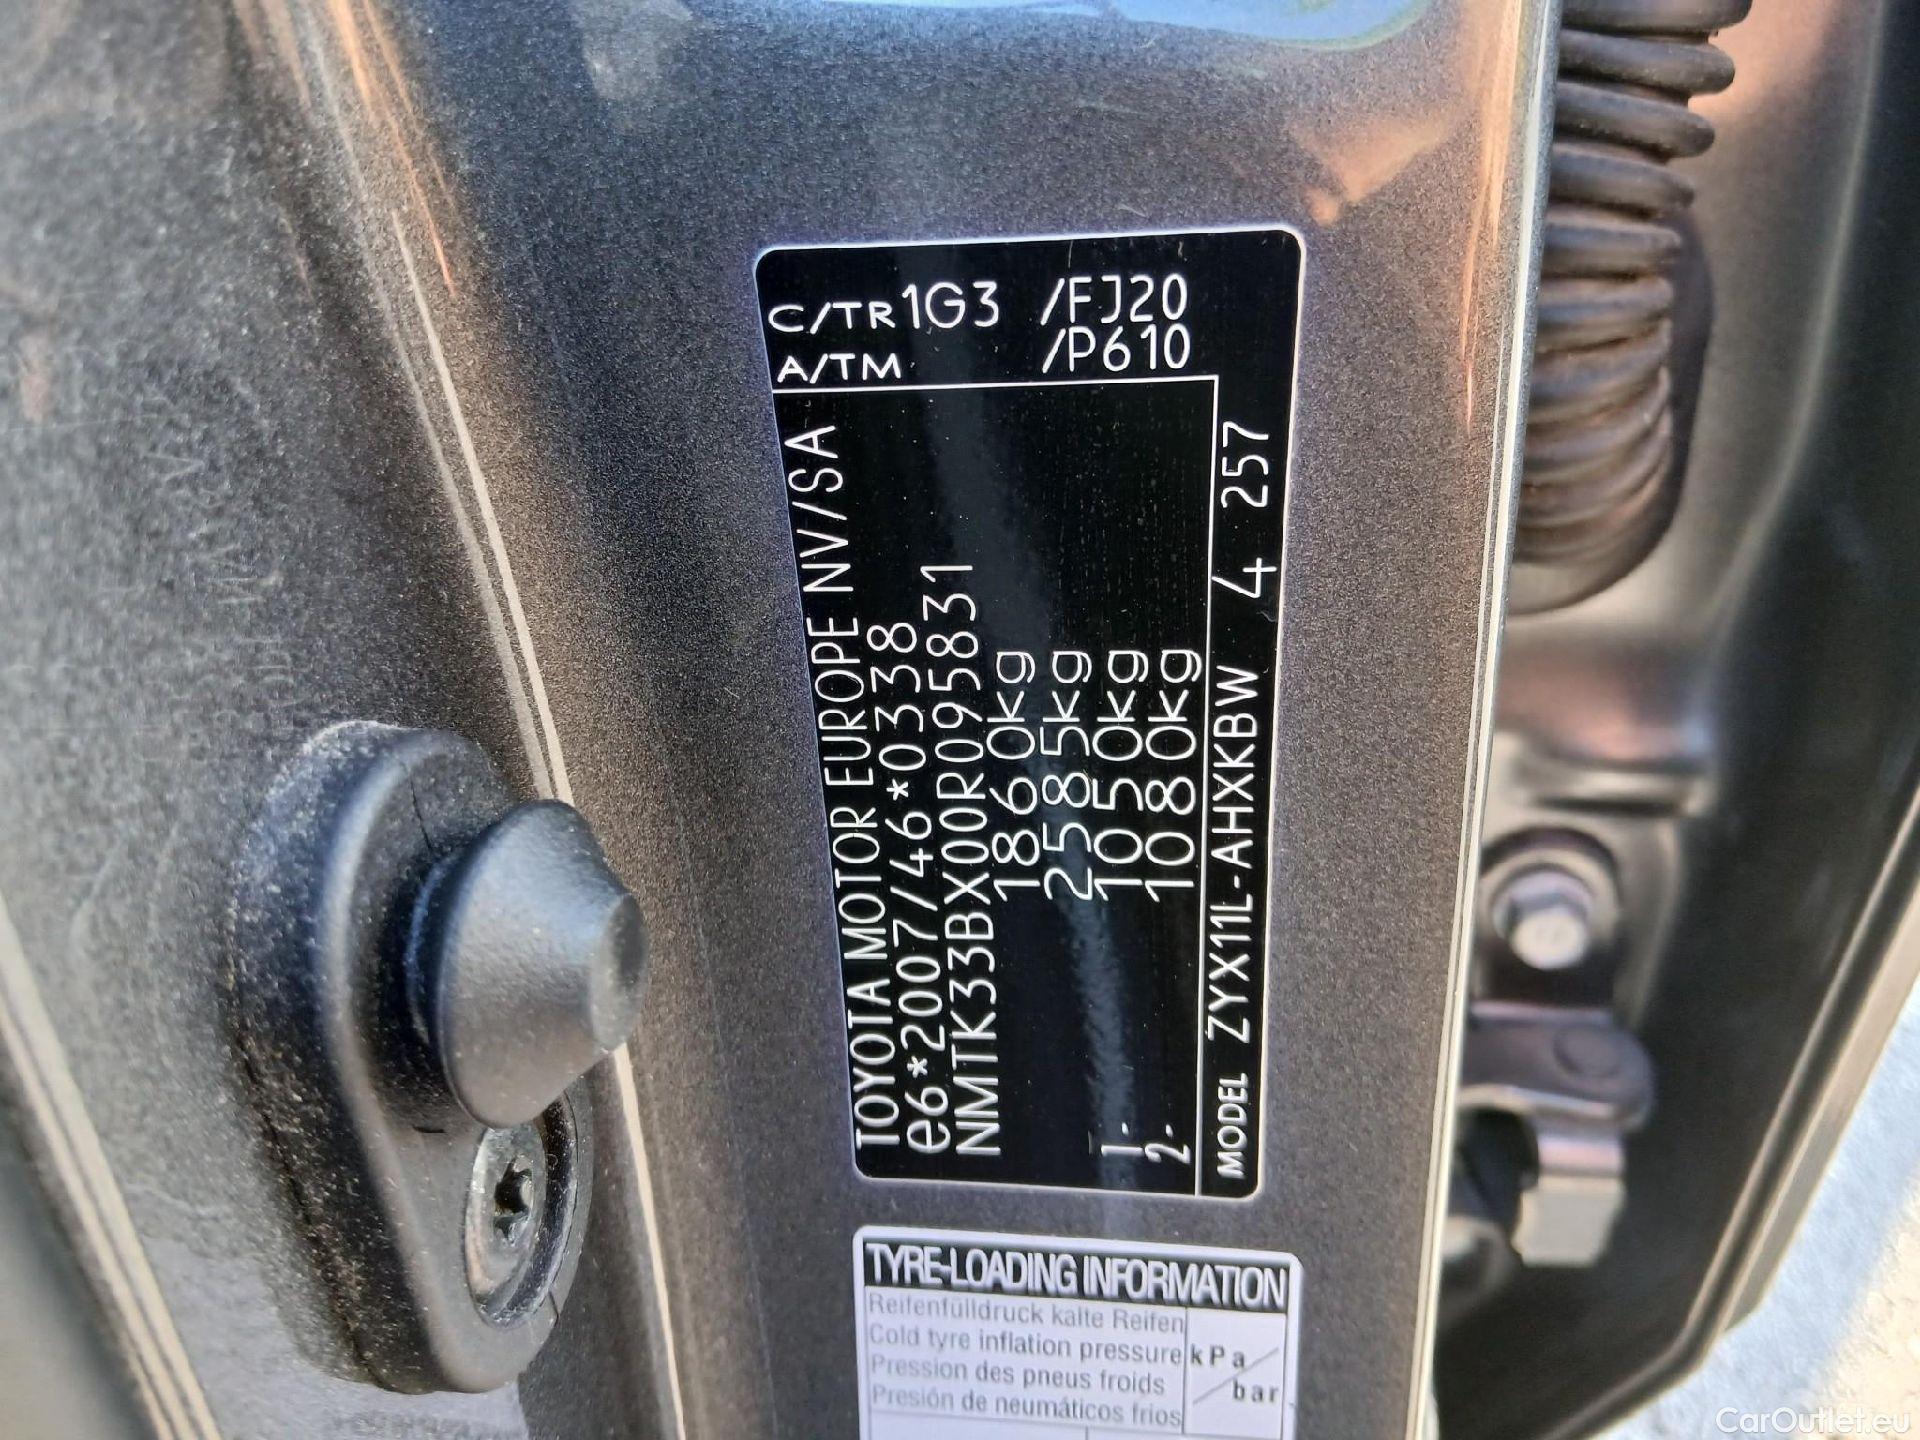 C/TR 1G3 /FJ20
A/TM /P610
TOYOTA MOTOR EUROPE NV/SA
e6*2007/46*0338
NMTK33BX00R095831
1860kg
2585kg
1- 1050kg
2- 1080kg
MODEL ZYX11L-AHXKBW 4 257
TYRE-LOADING INFORMATION
Reifenfülldruck kalte Reifen
Cold tyre inflation pressure
Pression des pneus froids
Presión de neumáticos frios
kPa/
/bar
CarOutlet.eu